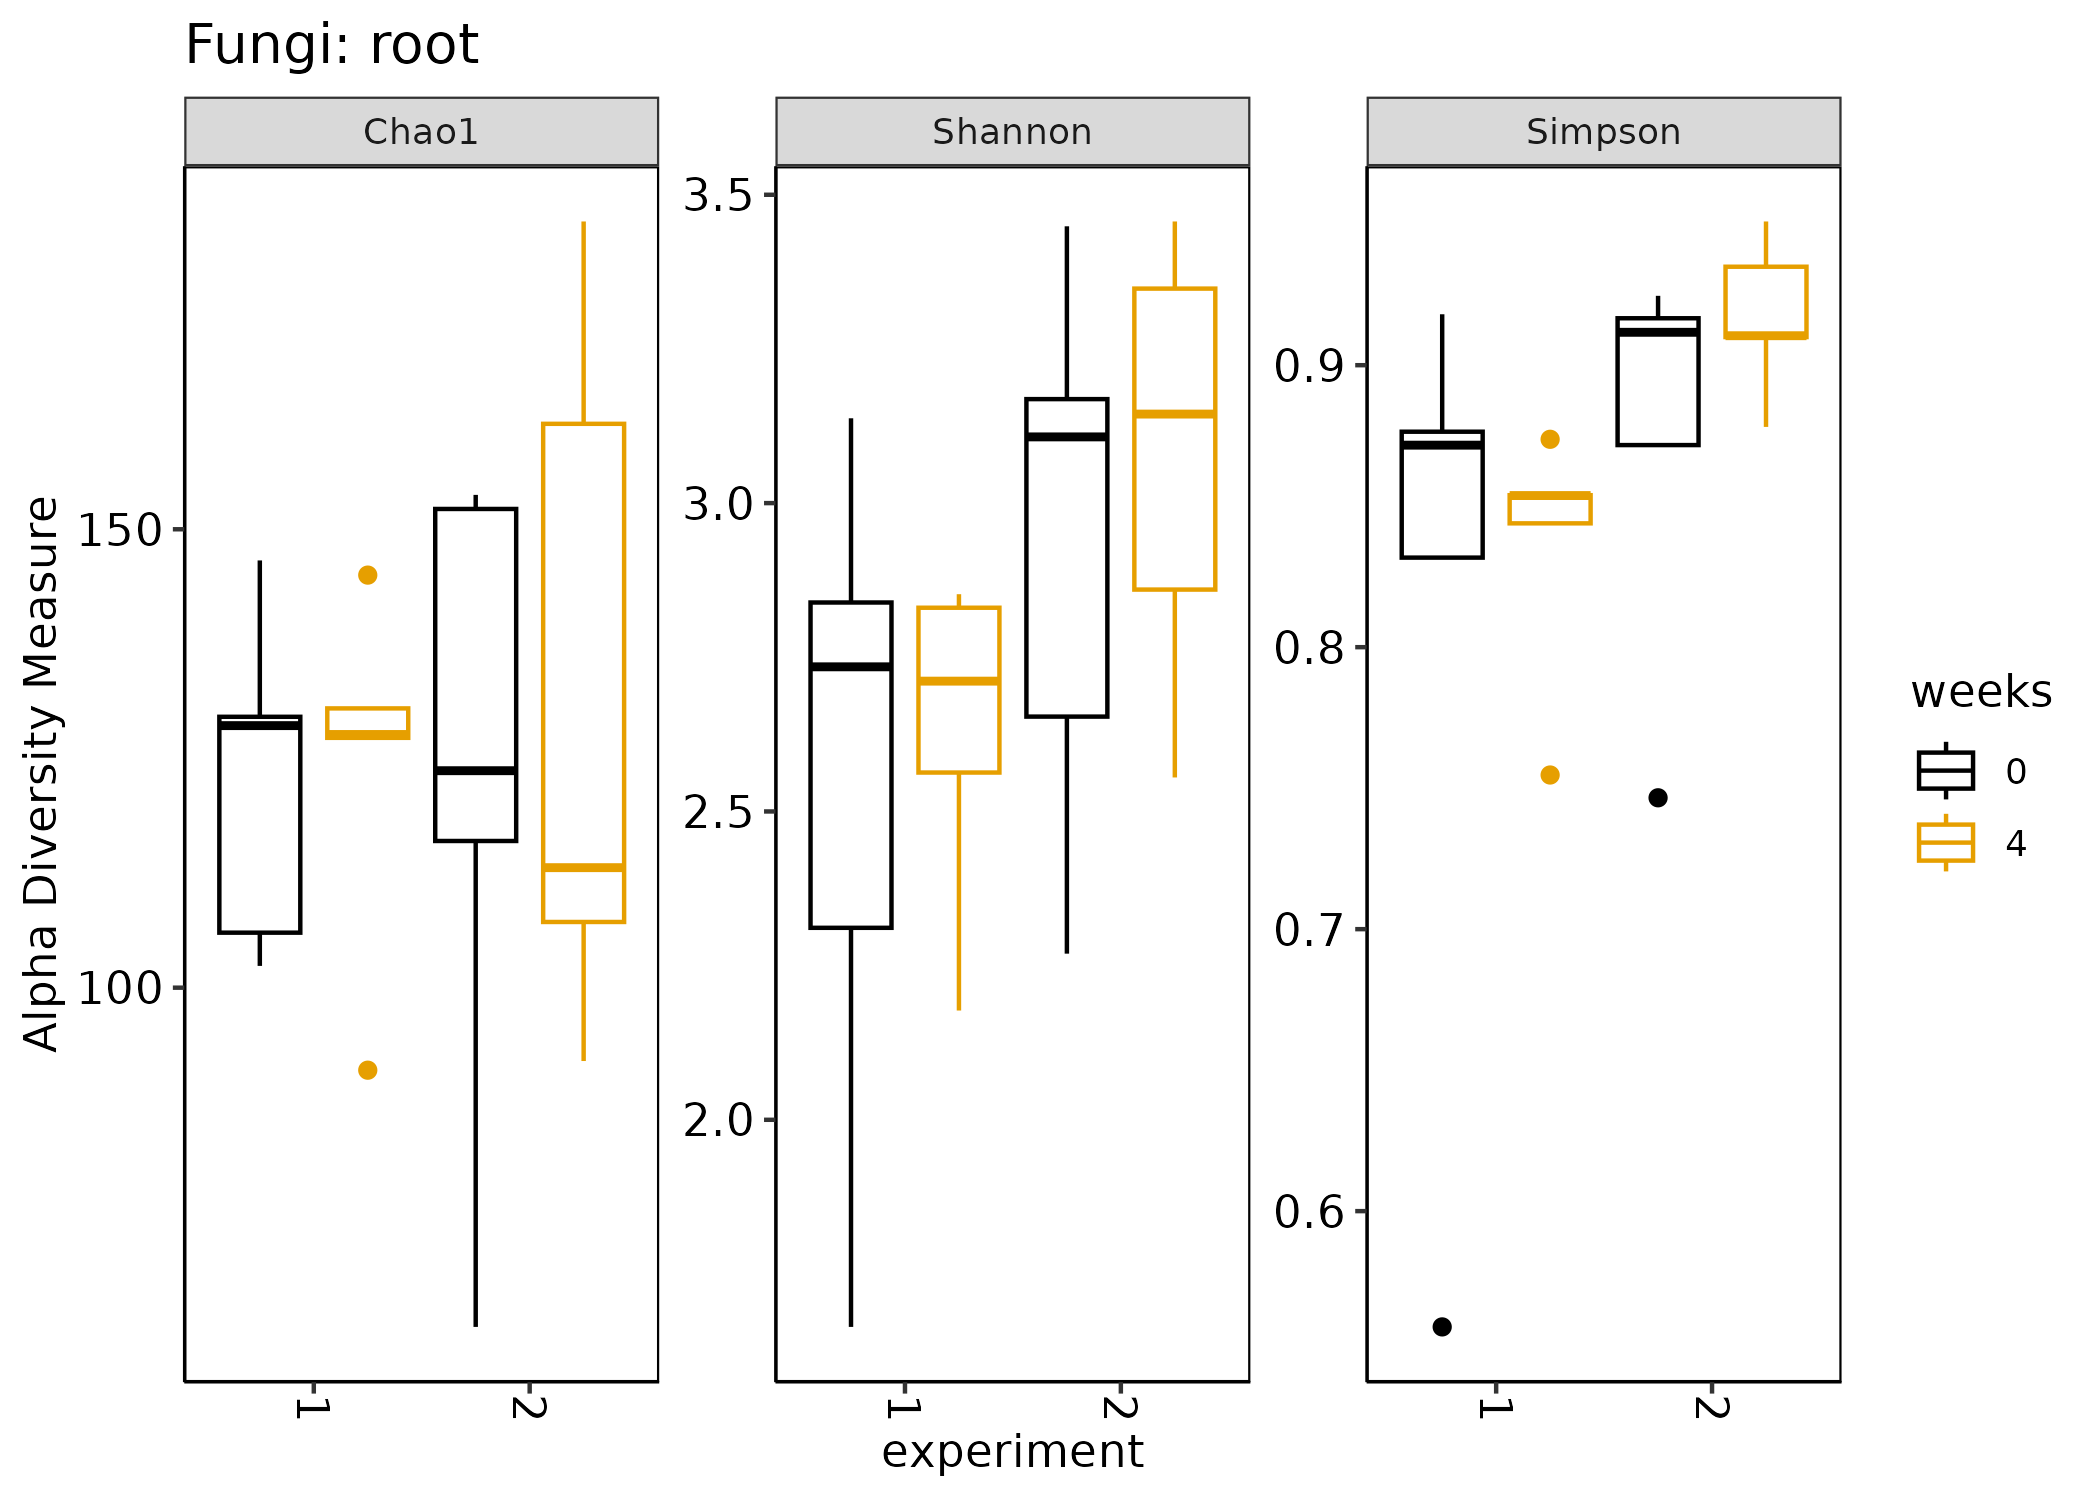 Fungi: root
Chao1
Shannon
Simpson
Alpha Diversity Measure
150
100
3.5
3.0
2.5
2.0
0.9
0.8
0.7
0.6
1
2
1
2
1
2
experiment
weeks
0
4